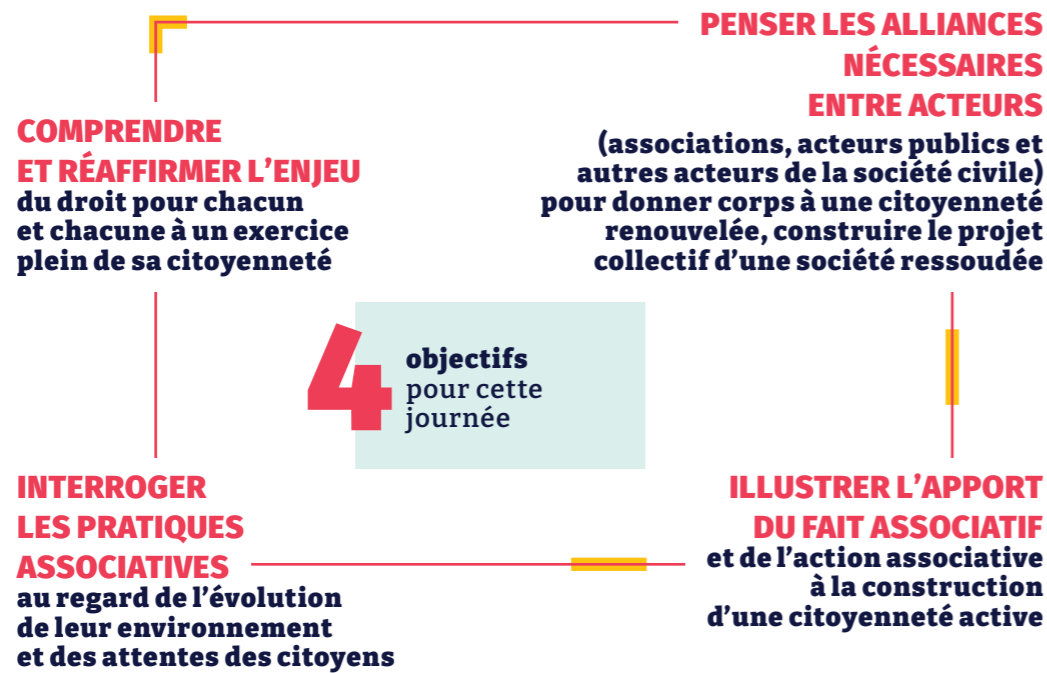 COMPRENDRE
ET RÉAFFIRMER L’ENJEU
du droit pour chacun
et chacune à un exercice
plein de sa citoyenneté
PENSER LES ALLIANCES
NÉCESSAIRES
ENTRE ACTEURS
(associations, acteurs publics et
autres acteurs de la société civile)
pour donner corps à une citoyenneté
renouvelée, construire le projet
collectif d’une société ressoudée
4
objectifs
pour cette
journée
INTERROGER
LES PRATIQUES
ASSOCIATIVES
au regard de l’évolution
de leur environnement
et des attentes des citoyens
ILLUSTRER L’APPORT
DU FAIT ASSOCIATIF
et de l’action associative
à la construction
d’une citoyenneté active